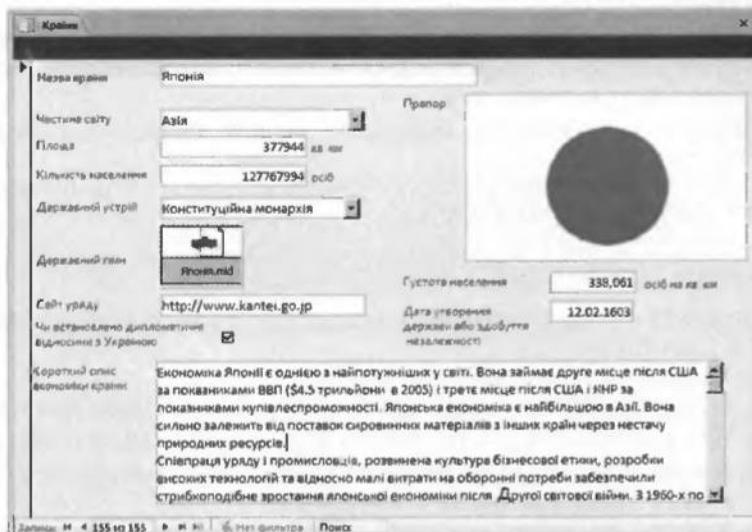 Країни
Назва країни Японія
Частина світу Азія
Прапор
Площа 377944 кв км
Кількість населення 127767994 осіб
Державний устрій Конституційна монархія
Державний гімн
Японія.mid
Густота населення 338,061 осіб на кв км
Сайт уряду http://www.kantei.go.jp
Дата утворення держави або здобуття незалежності 12.02.1603
Чи встановлено дипломатичні
відносини з Україною
Короткий опис
економіки країни
Економіка Японії є однією з найпотужніших у світі. Вона займає друге місце після США
за показниками ВВП ($4.5 трильйони в 2005) і третє місце після США і КНР за
показниками купівлеспроможності. Японська економіка є найбільшою в Азії. Вона
сильно залежить від поставок сировинних матеріалів з інших країн через нестачу
природних ресурсів.
Співпраця уряду і промисловців, розвинена культура бізнесової етики, розробки
високих технологій та відносно малі витрати на оборонні потреби забезпечили
стрибкоподібне зростання японської економіки після Другої світової війни. З 1960-х по
Запись: 155 из 155 Нет фильтра Поиск